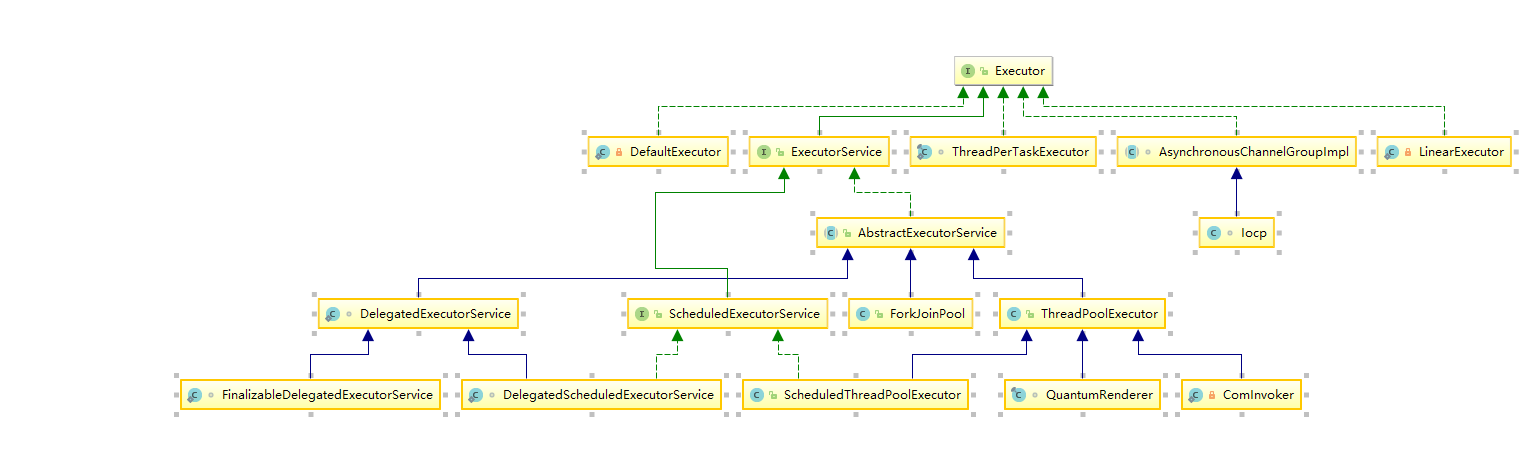 Executor
DefaultExecutor
ExecutorService
ThreadPerTaskExecutor
AsynchronousChannelGroupImpl
LinearExecutor
AbstractExecutorService
Iocp
DelegatedExecutorService
ScheduledExecutorService
ForkJoinPool
ThreadPoolExecutor
FinalizableDelegatedExecutorService
DelegatedScheduledExecutorService
ScheduledThreadPoolExecutor
QuantumRenderer
ComInvoker